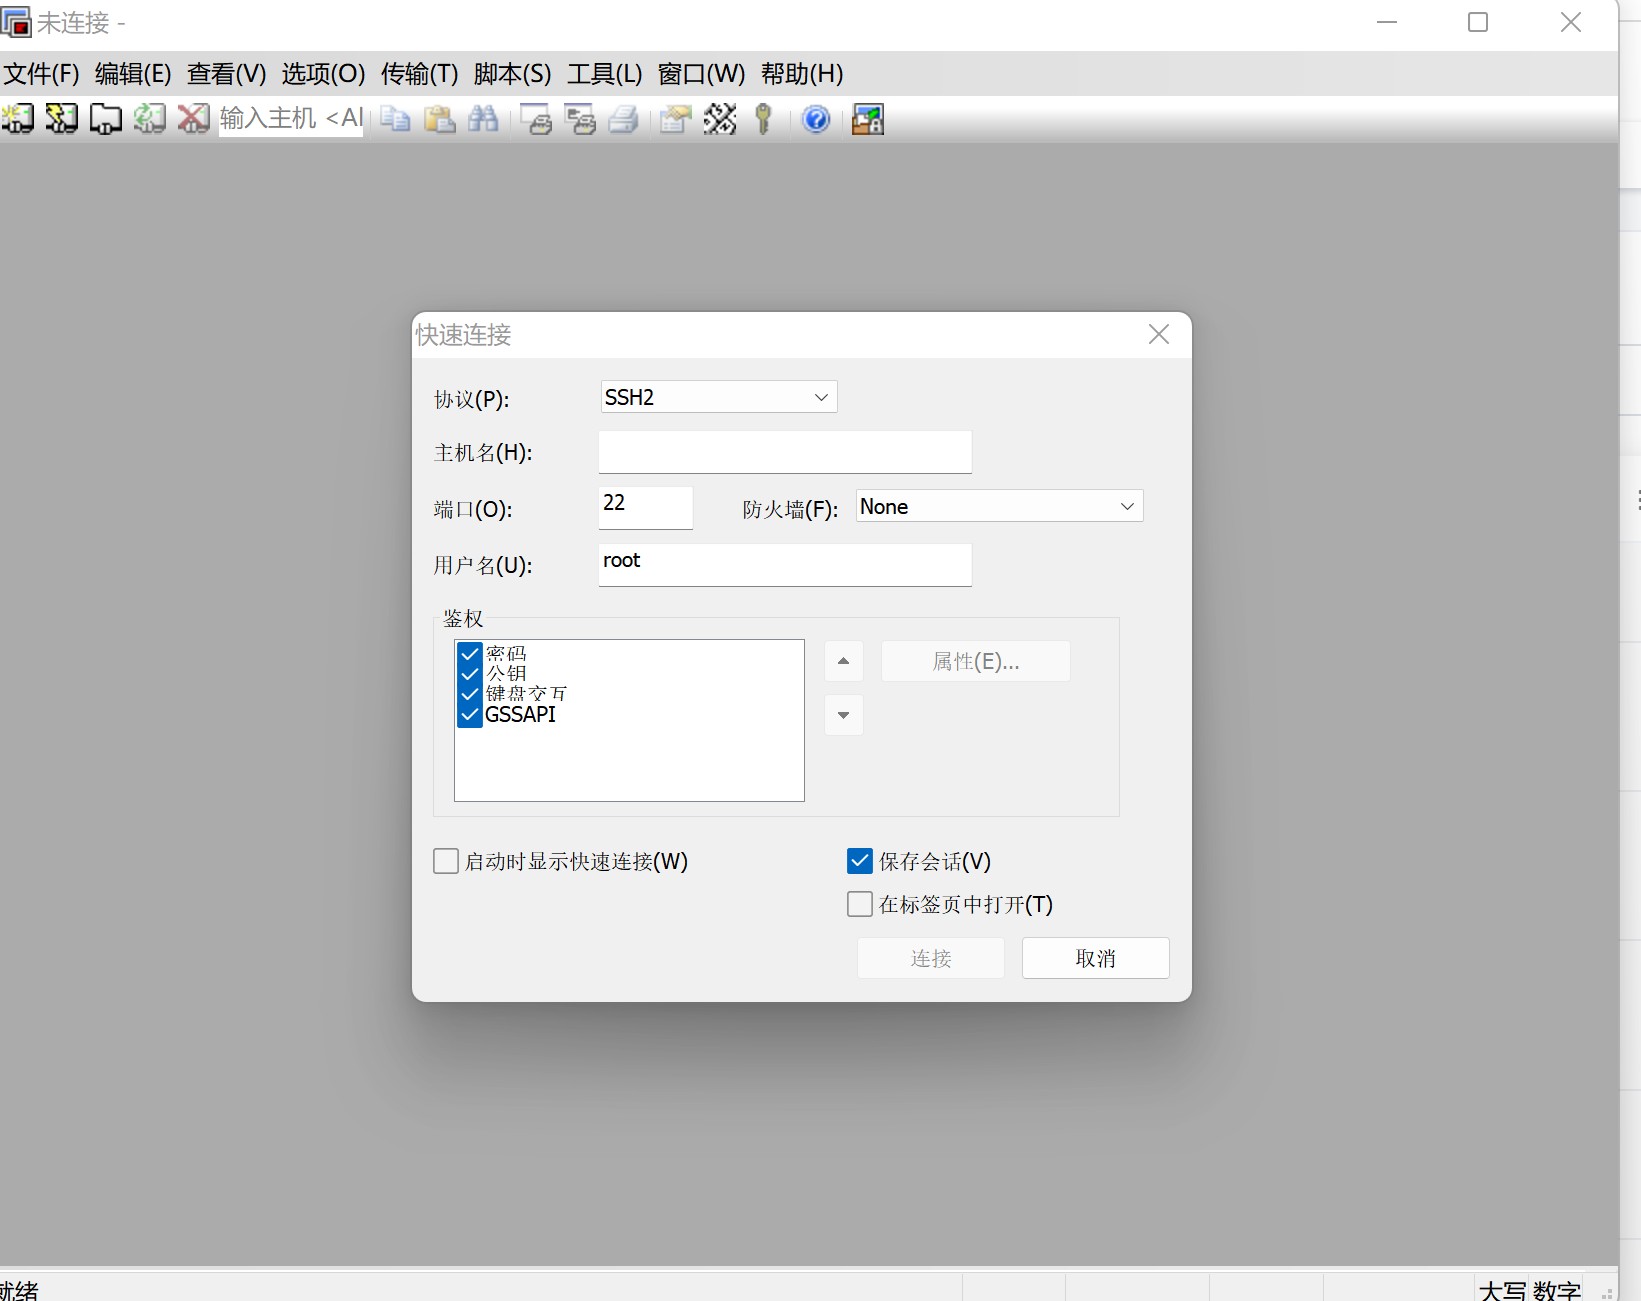 未连接 -
文件(F) 编辑(E) 查看(V) 选项(O) 传输(T) 脚本(S) 工具(L) 窗口(W) 帮助(H)
输入主机 <Al
快速连接
协议(P): SSH2
主机名(H):
端口(O): 22 防火墙(F): None
用户名(U): root
鉴权
密码
公钥
键盘交互
GSSAPI
属性(E)...
启动时显示快速连接(W) 保存会话(V)
在标签页中打开(T)
连接 取消
就绪 大写 数字